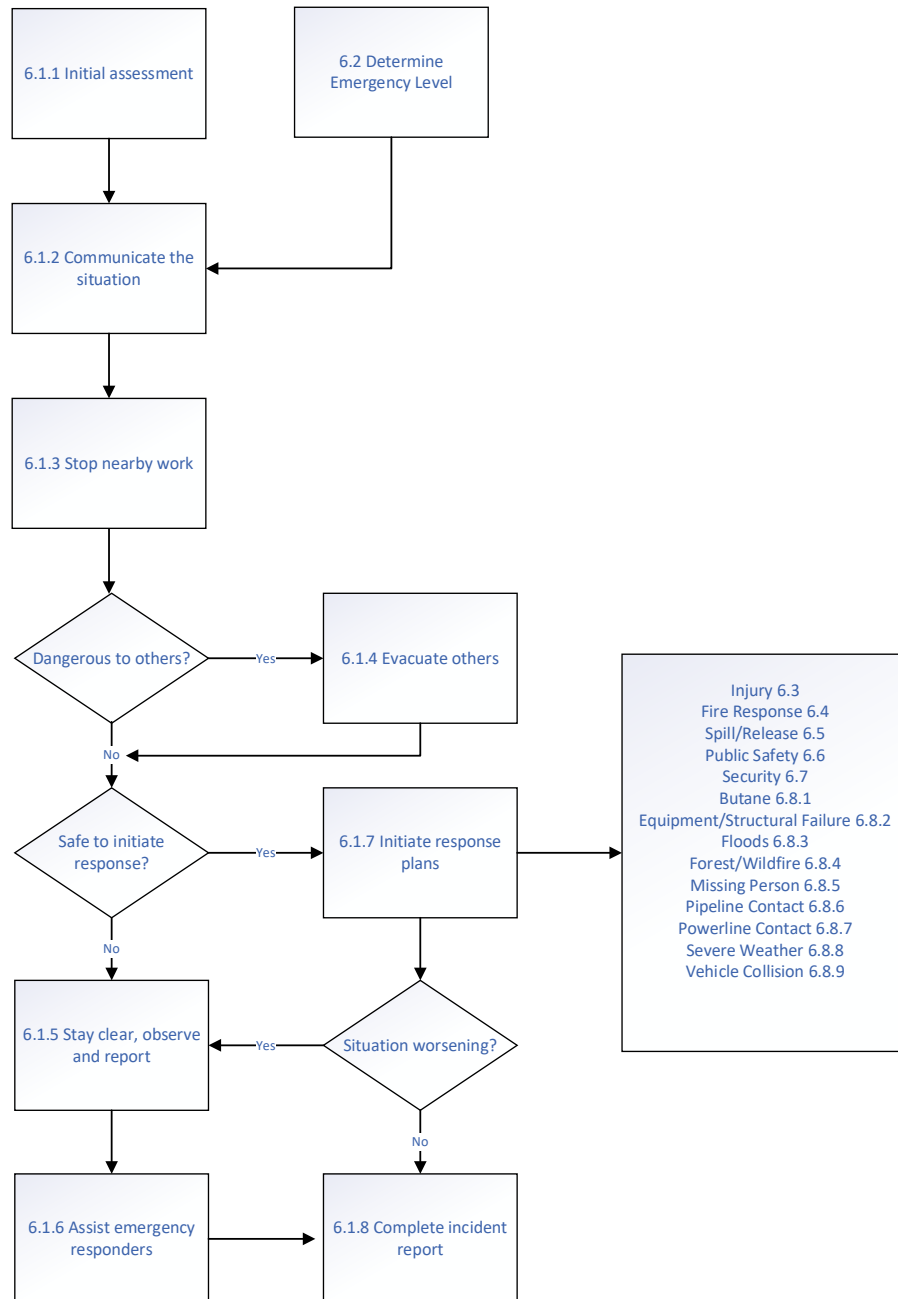 6.1.1 Initial assessment
6.2 Determine
Emergency Level
6.1.2 Communicate the
situation
6.1.3 Stop nearby work
Dangerous to others?
Yes
6.1.4 Evacuate others
No
Safe to initiate
response?
Yes
6.1.7 Initiate response
plans
Injury 6.3
Fire Response 6.4
Spill/Release 6.5
Public Safety 6.6
Security 6.7
Butane 6.8.1
Equipment/Structural Failure 6.8.2
Floods 6.8.3
Forest/Wildfire 6.8.4
Missing Person 6.8.5
Pipeline Contact 6.8.6
Powerline Contact 6.8.7
Severe Weather 6.8.8
Vehicle Collision 6.8.9
No
6.1.5 Stay clear, observe
and report
Yes
Situation worsening?
No
6.1.6 Assist emergency
responders
6.1.8 Complete incident
report